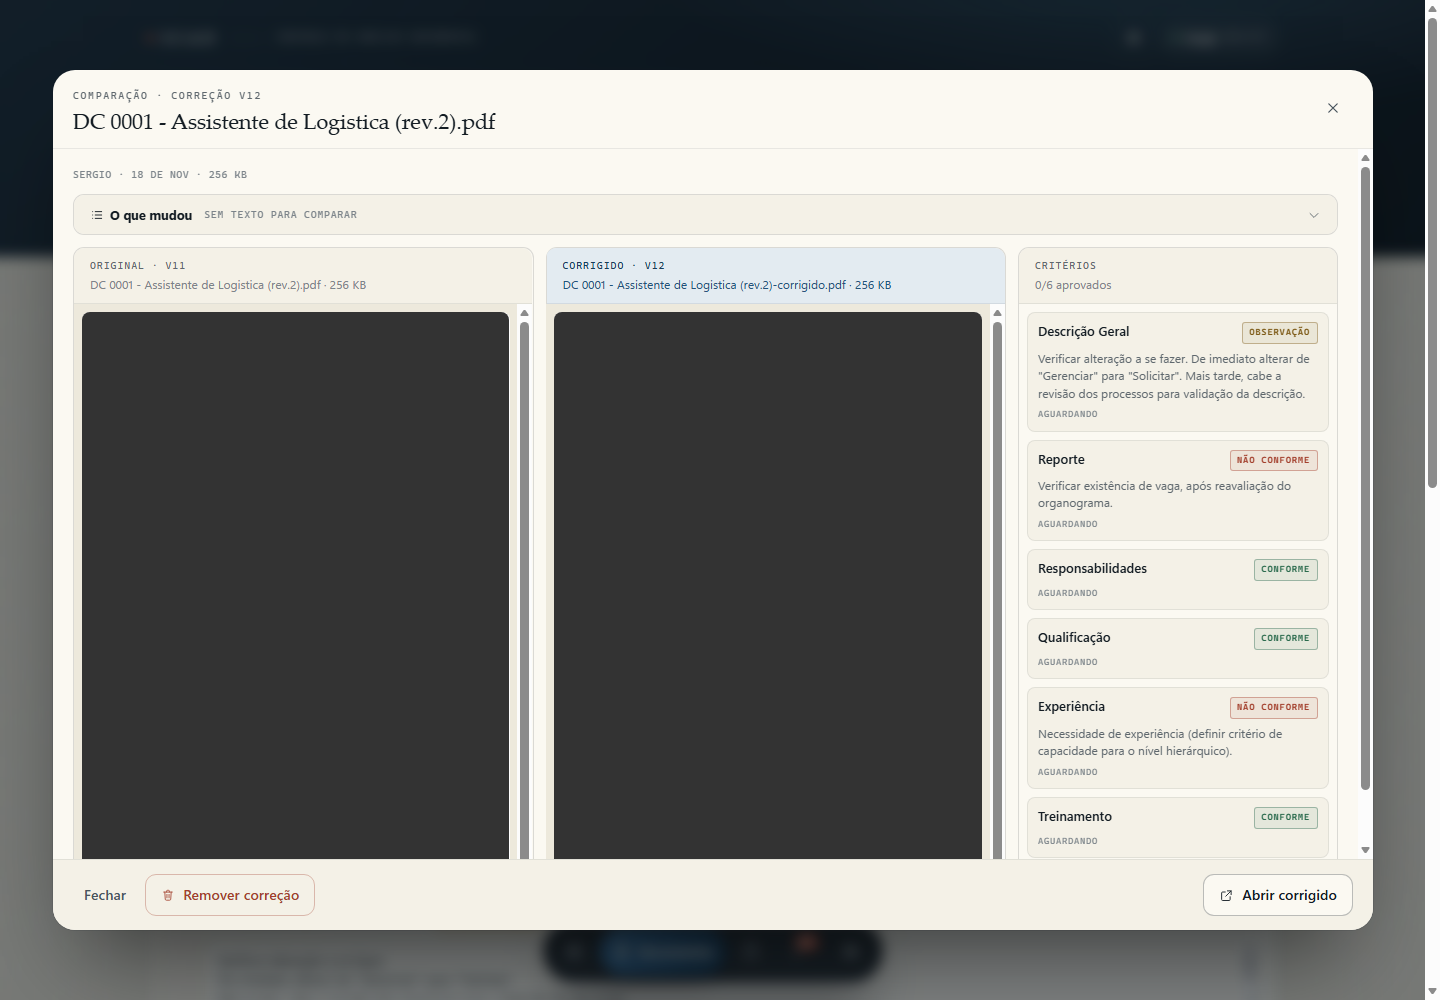 COMPARAÇÃO · CORREÇÃO V12
DC 0001 - Assistente de Logistica (rev.2).pdf
SERGIO · 18 DE NOV · 256 KB
O que mudou SEM TEXTO PARA COMPARAR
ORIGINAL · V11
DC 0001 - Assistente de Logistica (rev.2).pdf · 256 KB
CORRIGIDO · V12
DC 0001 - Assistente de Logistica (rev.2)-corrigido.pdf · 256 KB
CRITÉRIOS
0/6 aprovados
Descrição Geral OBSERVAÇÃO
Verificar alteração a se fazer. De imediato alterar de
"Gerenciar" para "Solicitar". Mais tarde, cabe a
revisão dos processos para validação da descrição.
AGUARDANDO
Reporte NÃO CONFORME
Verificar existência de vaga, após reavaliação do
organograma.
AGUARDANDO
Responsabilidades CONFORME
AGUARDANDO
Qualificação CONFORME
AGUARDANDO
Experiência NÃO CONFORME
Necessidade de experiência (definir critério de
capacidade para o nível hierárquico).
AGUARDANDO
Treinamento CONFORME
AGUARDANDO
Fechar
Remover correção
Abrir corrigido